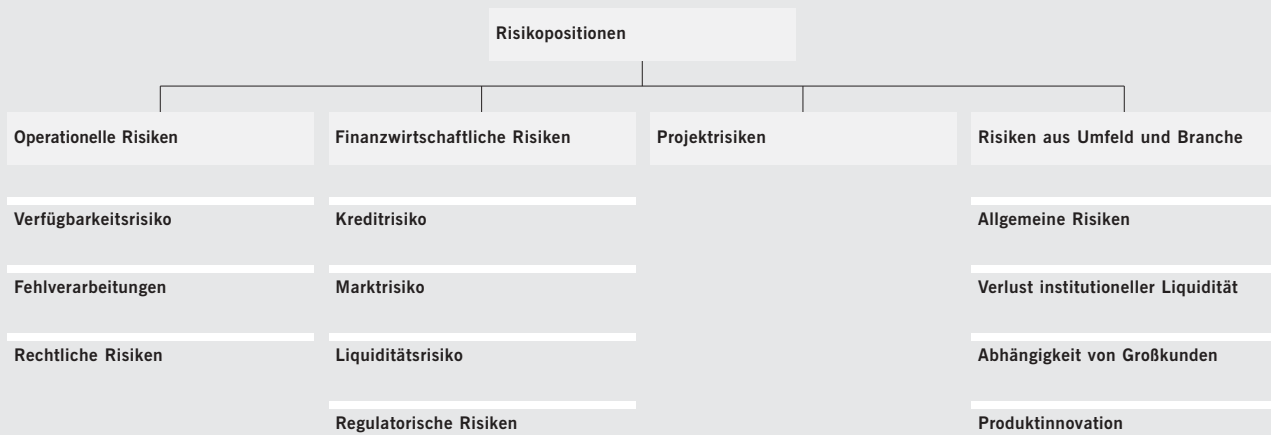 Risikopositionen
Operationelle Risiken
Finanzwirtschaftliche Risiken
Projektrisiken
Risiken aus Umfeld und Branche
Verfügbarkeitsrisiko
Kreditrisiko
Allgemeine Risiken
Fehlverarbeitungen
Marktrisiko
Verlust institutioneller Liquidität
Rechtliche Risiken
Liquiditätsrisiko
Abhängigkeit von Großkunden
Regulatorische Risiken
Produktinnovation